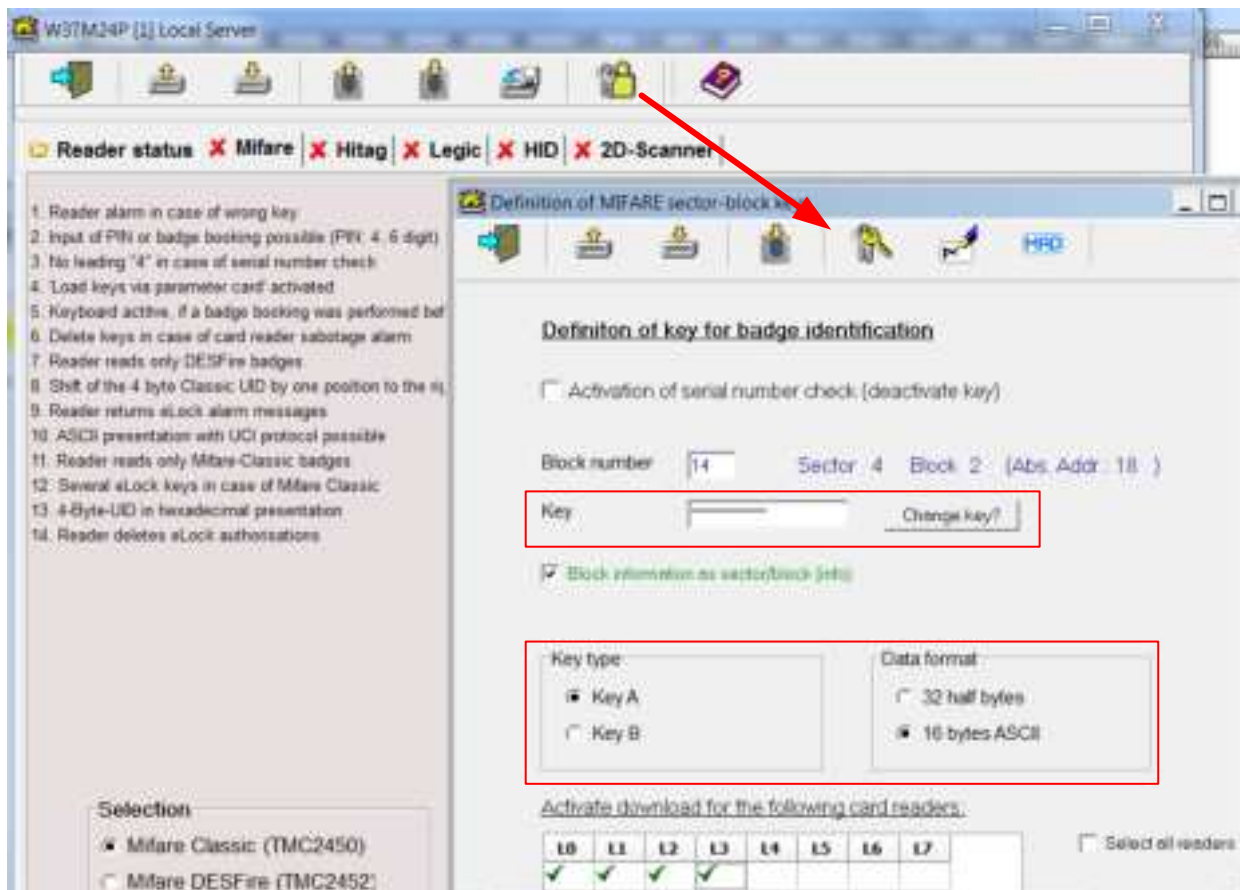 W37M24P [1] Local Server
Reader status Mifare Hitag Legic HID 2D-Scanner
1. Reader alarm in case of wrong key
2. Input of PIN or badge booking possible (PIN: 4..6 digit)
3. No leading "4" in case of serial number check
4. 'Load keys via parameter card' activated
5. Keyboard active, if a badge booking was performed bef
6. Delete keys in case of card reader sabotage alarm
7. Reader reads only DESFire badges
8. Shift of the 4 byte Classic UID by one position to the rig
9. Reader returns eLock alarm messages
10. ASCII presentation with UCI protocol possible
11. Reader reads only Mifare-Classic badges
12. Several eLock keys in case of Mifare Classic
13. 4-Byte-UID in hexadecimal presentation
14. Reader deletes eLock authorisations
Selection
Mifare Classic (TMC2450)
Mifare DESFire (TMC2452)
Definition of MIFARE sector-block
MAD
Definiton of key for badge identification
Activation of serial number check (deactivate key)
Block number 14 Sector 4 Block 2 (Abs. Addr 18 )
Key Change key?
Block information as sector/block (info)
Key type
Key A
Key B
Data format
32 half bytes
16 bytes ASCII
Activate download for the following card readers:
L0 L1 L2 L3 L4 L5 L6 L7
Select all readers